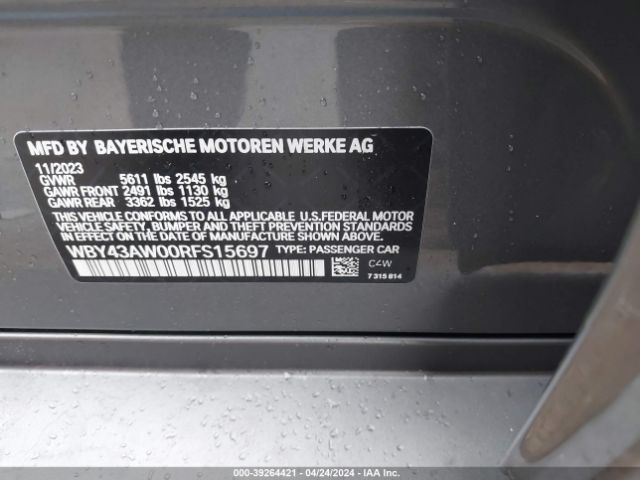 MFD BY BAYERISCHE MOTOREN WERKE AG
11/2023
GVWR 5611 lbs 2545 kg
GAWR FRONT 2491 lbs 1130 kg
GAWR REAR 3362 lbs 1525 kg
THIS VEHICLE CONFORMS TO ALL APPLICABLE U.S.FEDERAL MOTOR
VEHICLE SAFETY, BUMPER AND THEFT PREVENTION
STANDARDS IN EFFECT ON THE DATE OF MANUFACTURE SHOWN ABOVE.
WBY43AW00RFS15697 TYPE: PASSENGER CAR
C4W
7 315 814
000-39264421 - 04/24/2024 - IAA Inc.